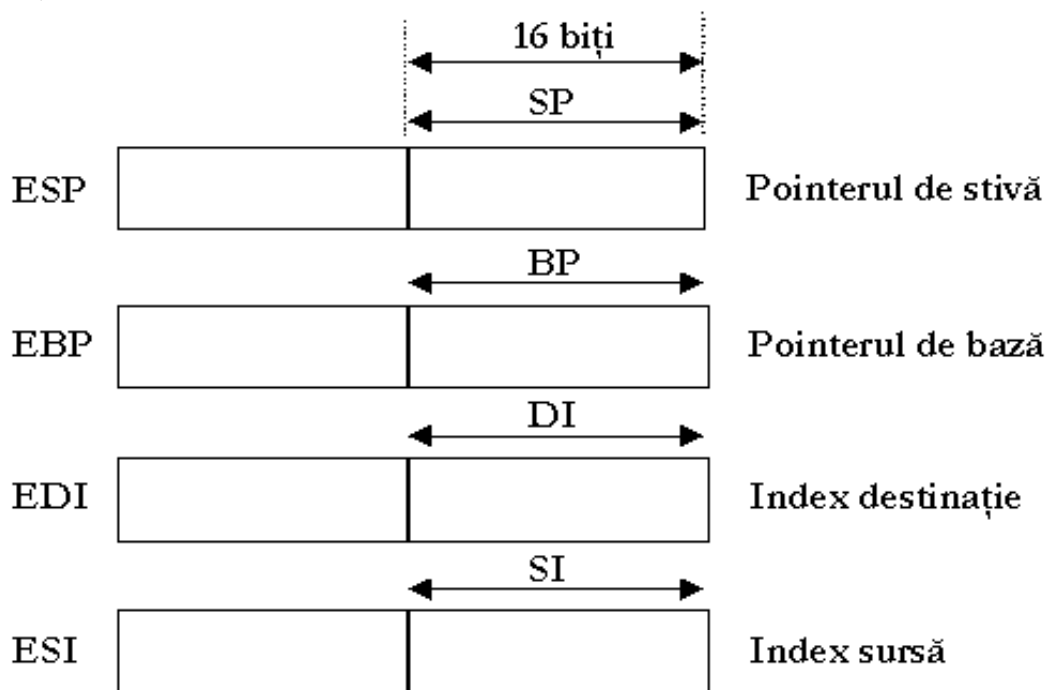 16 biți
SP
ESP Pointerul de stivă
BP
EBP Pointerul de bază
DI
EDI Index destinație
SI
ESI Index sursă